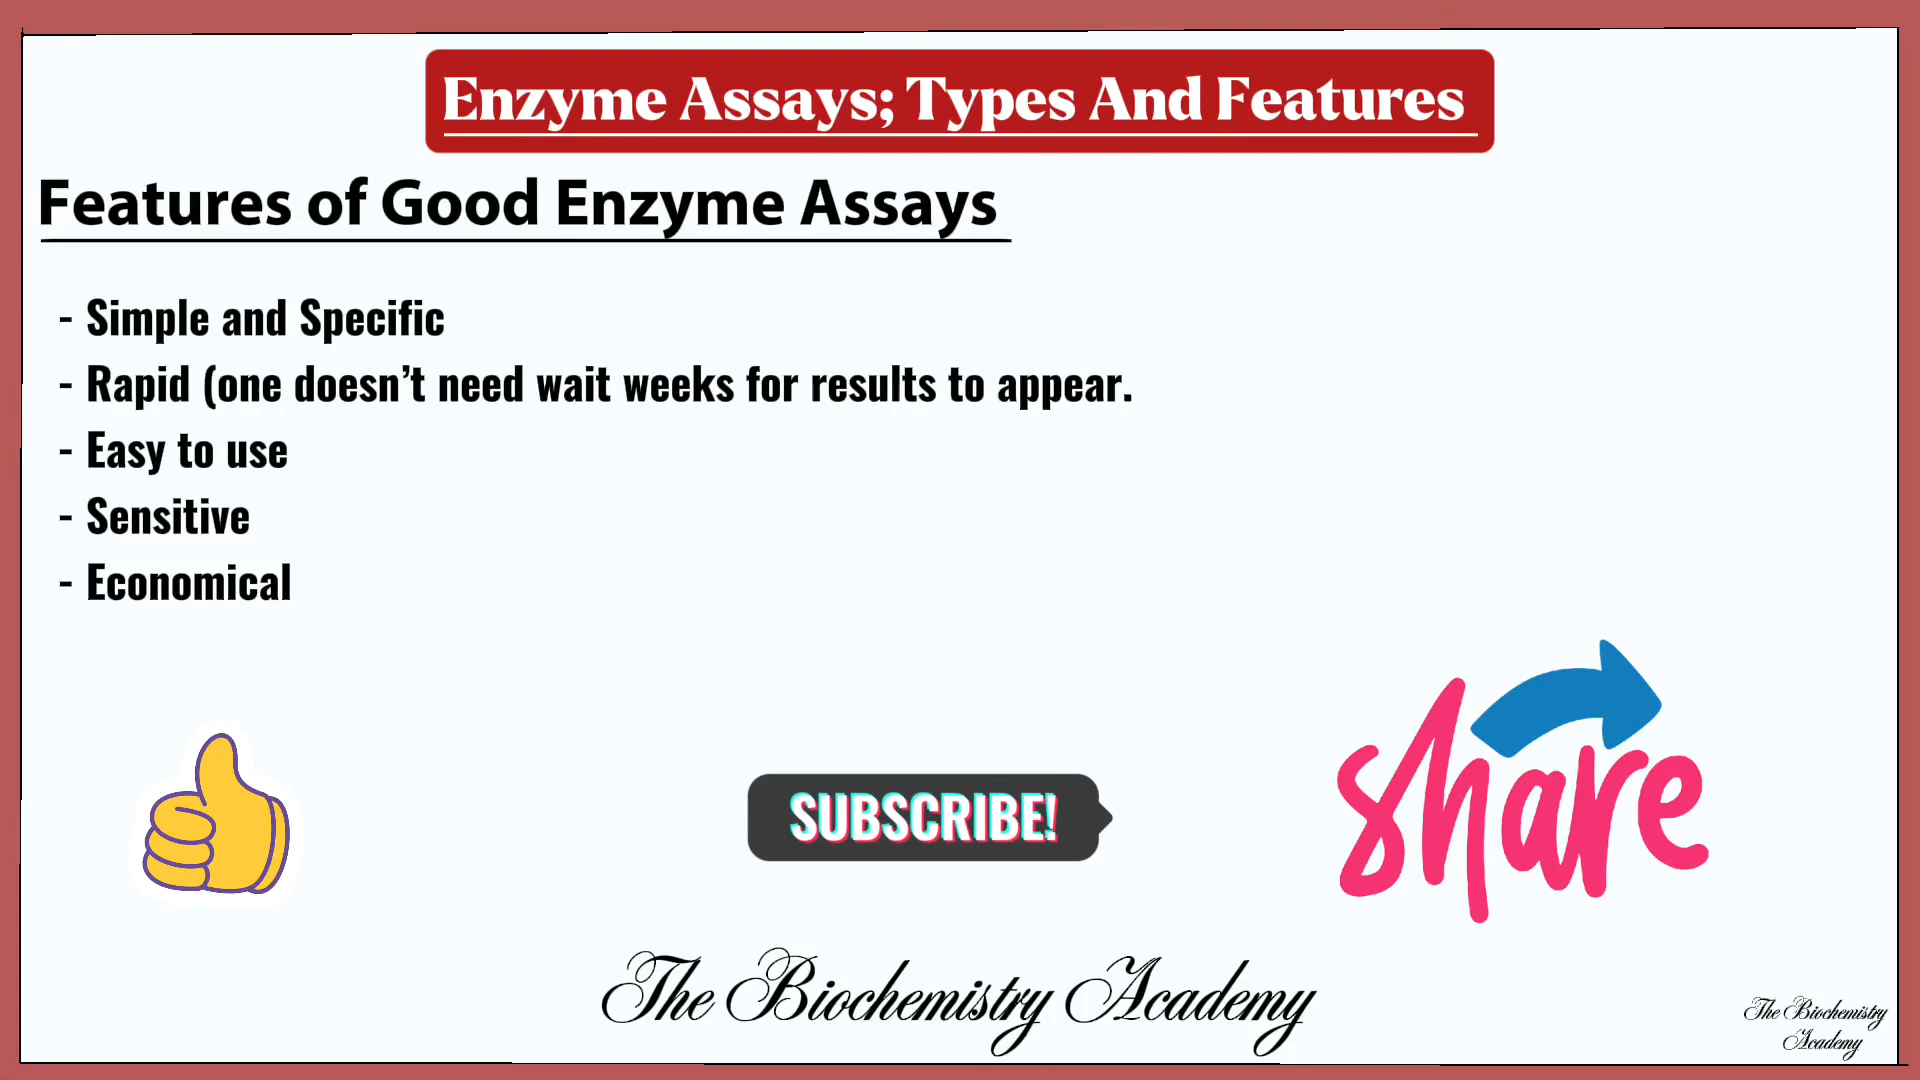 Enzyme Assays; Types And Features
Features of Good Enzyme Assays
- Simple and Specific
- Rapid (one doesn’t need wait weeks for results to appear.
- Easy to use
- Sensitive
- Economical
SUBSCRIBE!
share
The Biochemistry Academy
The Biochemistry
Academy